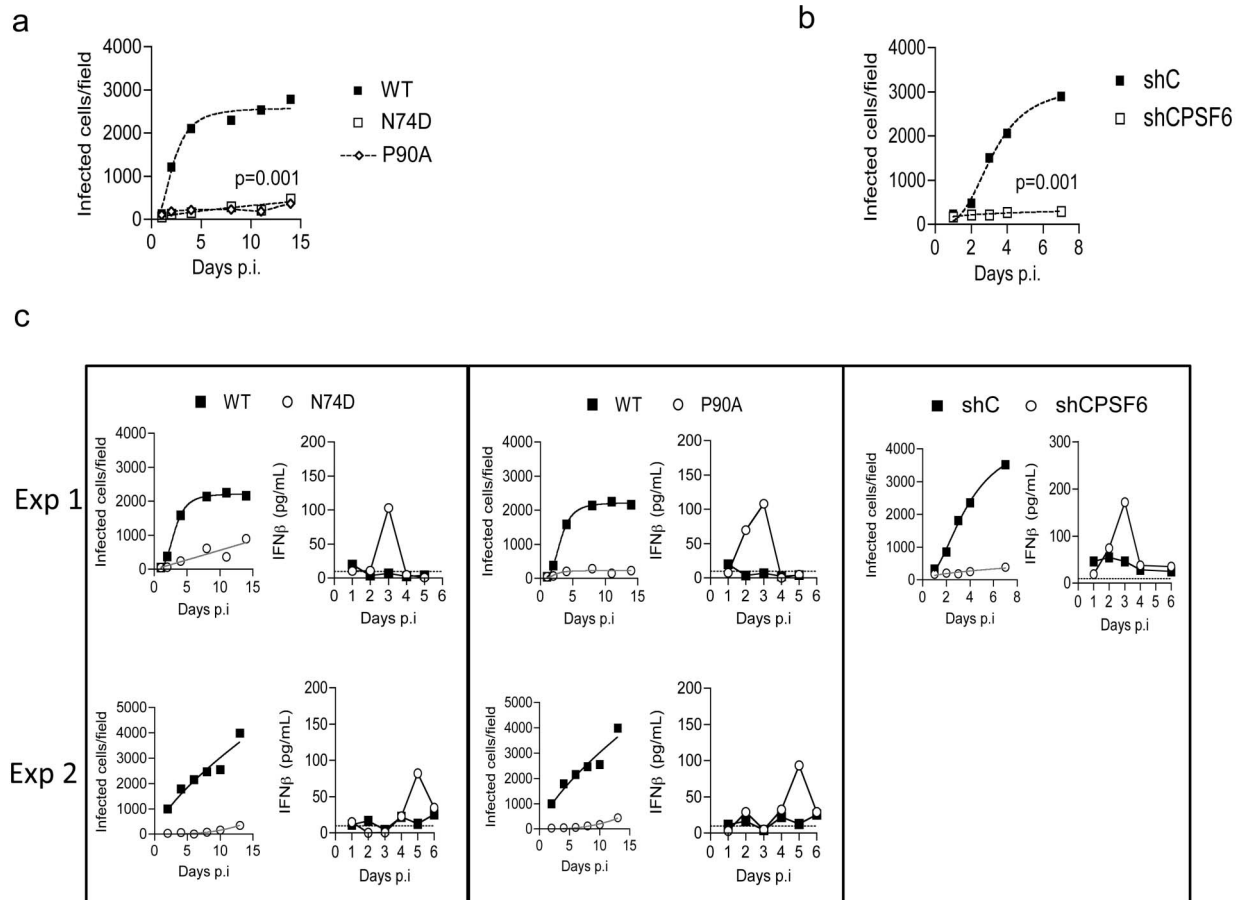 a
Infected cells/field
4000
3000
2000
1000
0
0 5 10 15
Days p.i.
p=0.001
WT
N74D
P90A
b
Infected cells/field
4000
3000
2000
1000
0
0 2 4 6 8
Days p.i.
p=0.001
shC
shCPSF6
c
Exp 1
WT N74D
Infected cells/field
4000
3000
2000
1000
0
0 5 10 15
Days p.i
IFNβ (pg/mL)
200
150
100
50
0
0 1 2 3 4 5 6
Days p.i
WT P90A
Infected cells/field
4000
3000
2000
1000
0
0 5 10 15
Days p.i
IFNβ (pg/mL)
200
150
100
50
0
0 1 2 3 4 5 6
Days p.i
shC shCPSF6
Infected cells/field
4000
3000
2000
1000
0
0 2 4 6 8
Days p.i
IFNβ (pg/mL)
300
200
100
0
0 1 2 3 4 5 6
Days p.i
Exp 2
Infected cells/field
5000
4000
3000
2000
1000
0
0 5 10 15
Days p.i
IFNβ (pg/mL)
200
150
100
50
0
0 1 2 3 4 5 6
Days p.i
Infected cells/field
5000
4000
3000
2000
1000
0
0 5 10 15
Days p.i
IFNβ (pg/mL)
200
150
100
50
0
0 1 2 3 4 5 6
Days p.i